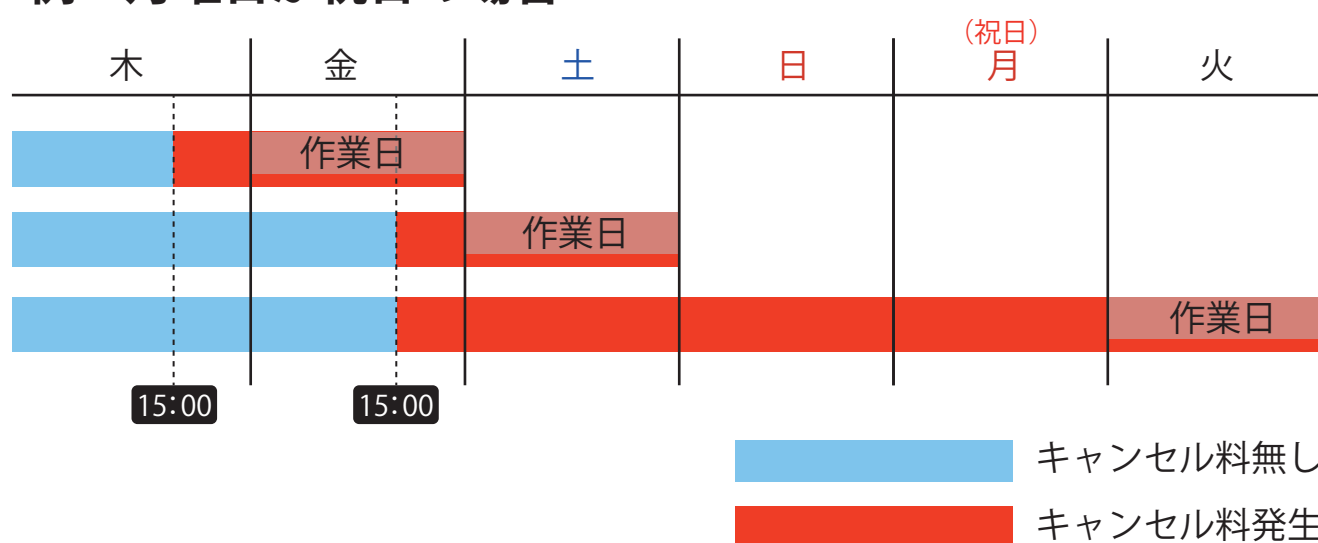 （祝日）
木 金 土 日 月 火
作業日
作業日
作業日
15:00 15:00
キャンセル料無し
キャンセル料発生